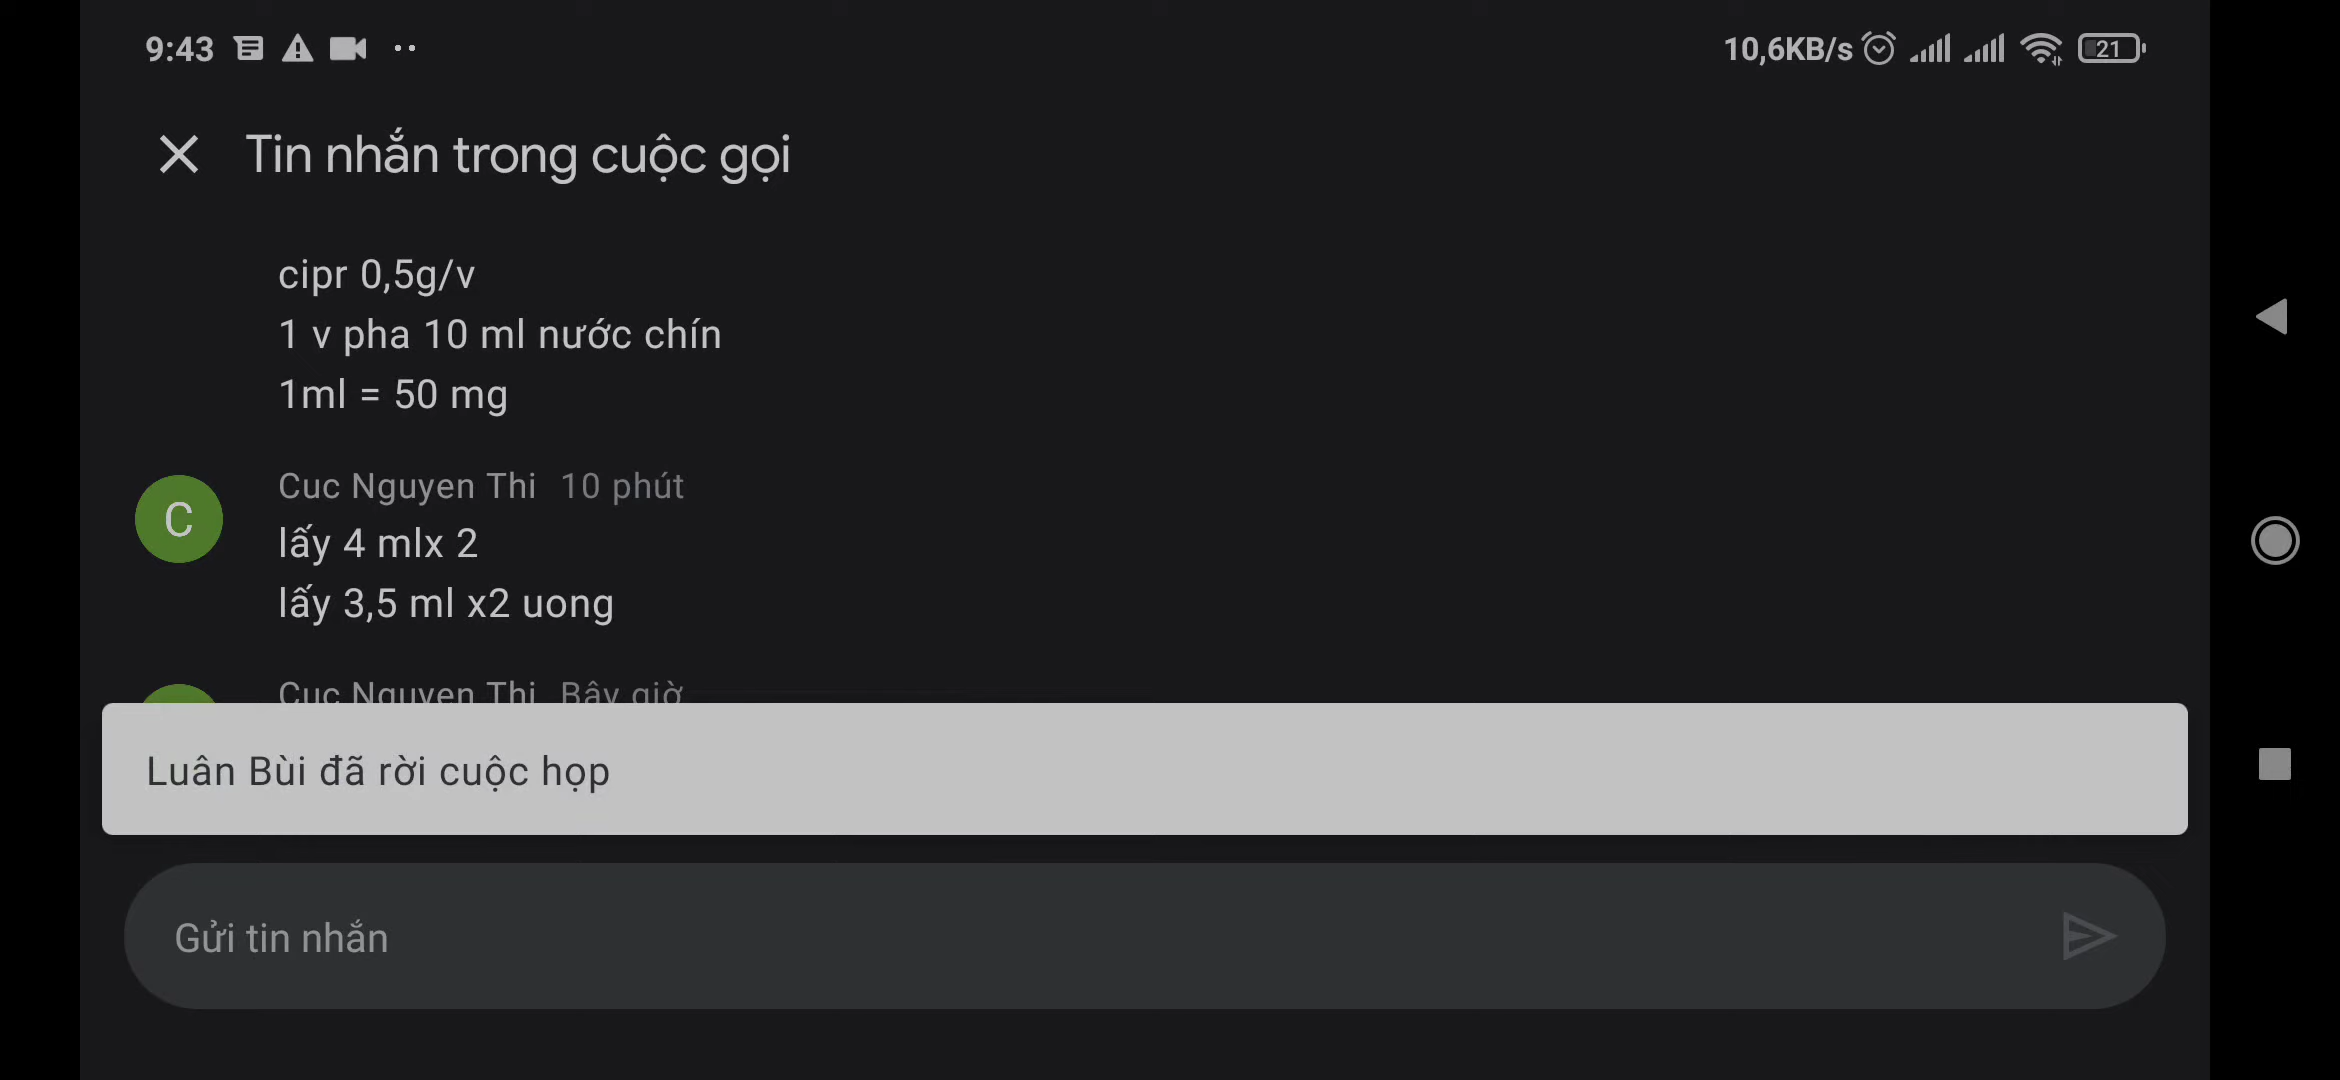 9:43
10,6KB/s 21
Tin nhắn trong cuộc gọi
cipr 0,5g/v
1 v pha 10 ml nước chín
1ml = 50 mg
C
Cuc Nguyen Thi 10 phút
lấy 4 mlx 2
lấy 3,5 ml x2 uong
Cuc Nguyen Thi Bây giờ
Luân Bùi đã rời cuộc họp
Gửi tin nhắn